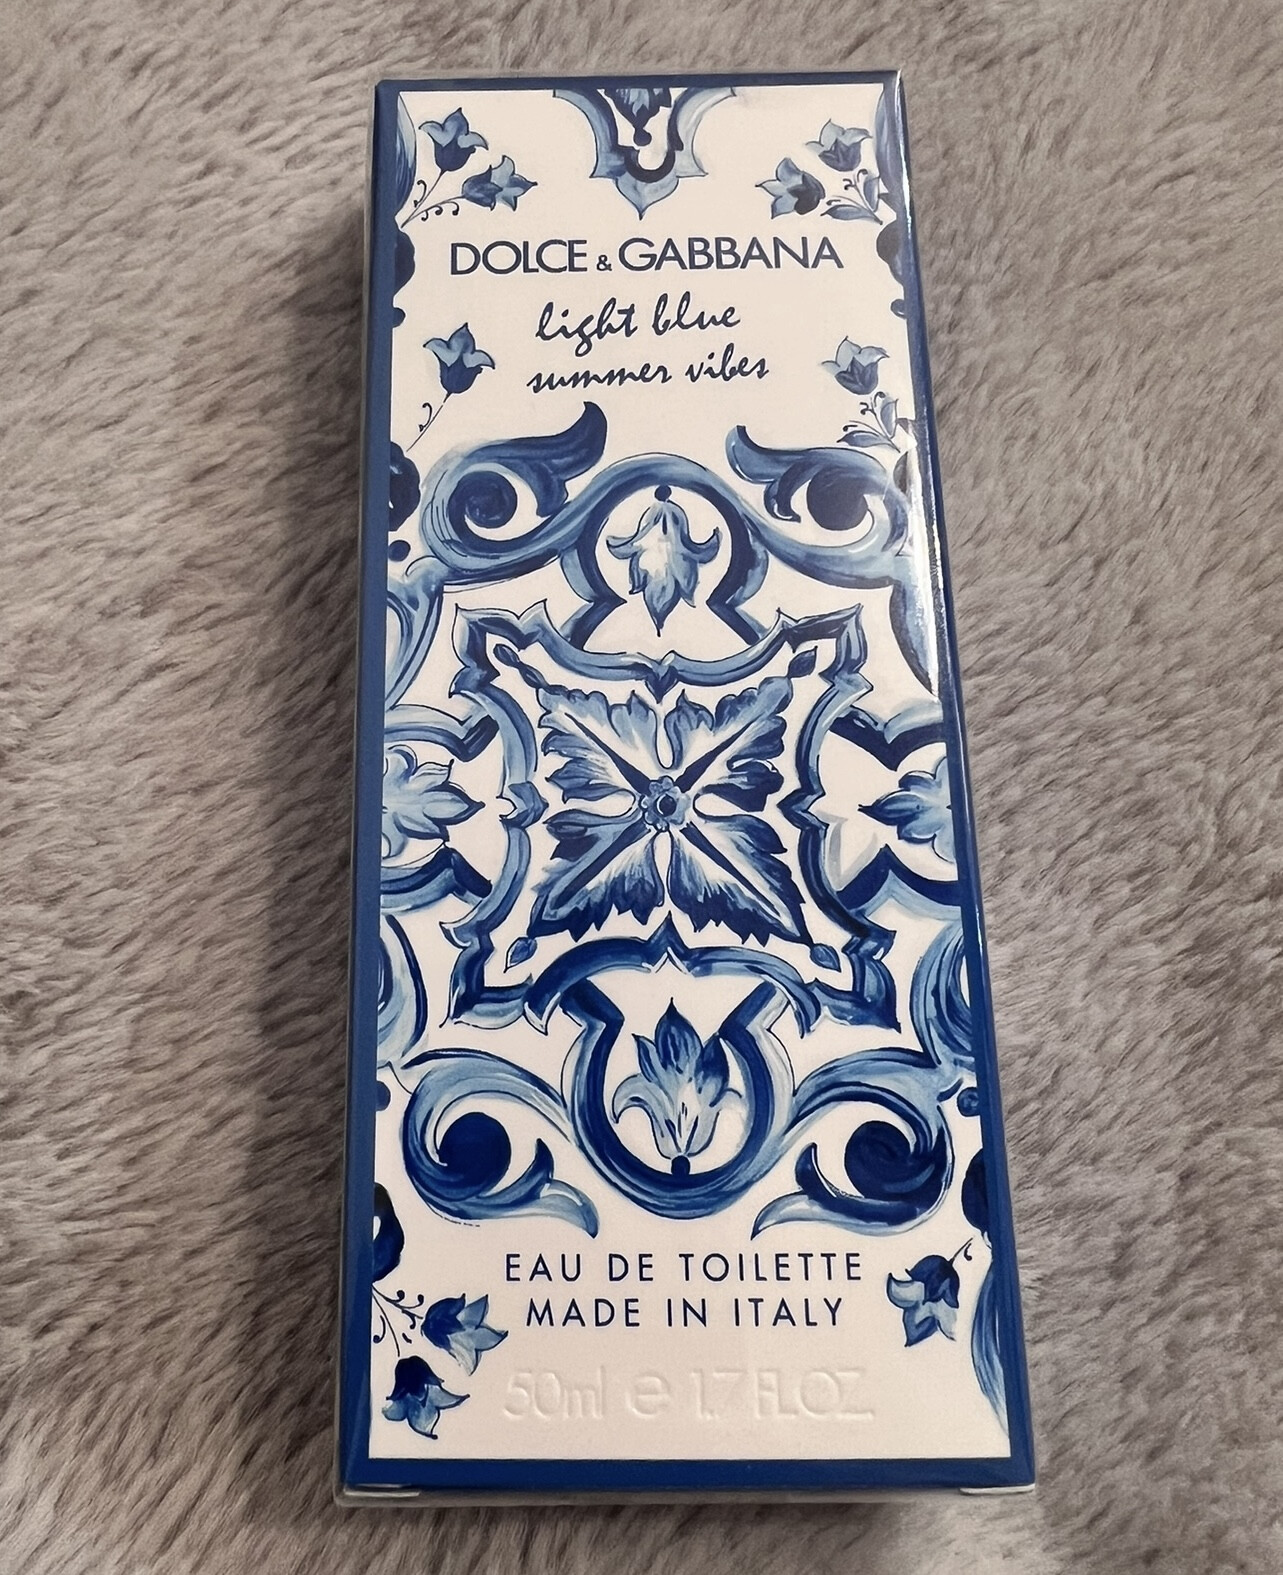 DOLCE & GABBANA
light blue
summer vibes
EAU DE TOILETTE
MADE IN ITALY
50ml ℮ 1.7 FL.OZ.